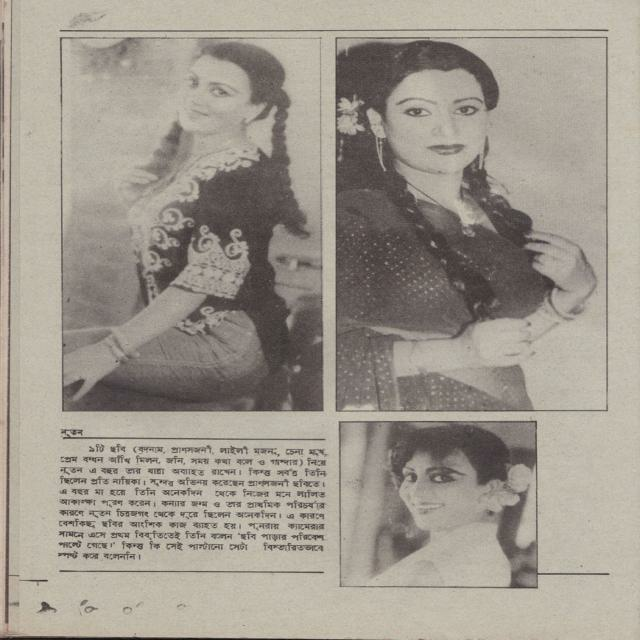 নূতন
৯টি ছবি (বদনাম, প্রাণসজনী, লাইলী মজনু, চেনা মুখ,
প্রেম বন্ধন আঁখি মিলন, জনি, সময় কথা বলে ও গাদ্দার) নিয়ে
নূতন এ বছর তার যাত্রা অব্যাহত রাখেন। কিন্তু সর্বত্র তিনি
ছিলেন প্রতি নায়িকা। সুন্দর অভিনয় করেছেন প্রাণসজনী ছবিতে।
এ বছর মা হয়ে তিনি অনেকদিন থেকে নিজের মনে লালিত
আকাঙ্ক্ষা পূরণ করেন। কন্যার জন্ম ও তার প্রাথমিক পরিচর্যার
কারণে নূতন চিত্রজগৎ থেকে দূরে ছিলেন অনেকদিন। এ কারণে
বেশকিছু ছবির আংশিক কাজ ব্যাহত হয়। পুনরায় ক্যামেরার
সামনে এসে প্রথম বিবৃতিতেই তিনি বলেন 'ছবি পাড়ার পরিবেশ
পাল্টে গেছে।' কিন্তু কি সেই পাল্টানো সেটা বিস্তারিতভাবে
স্পষ্ট করে বলেননি।